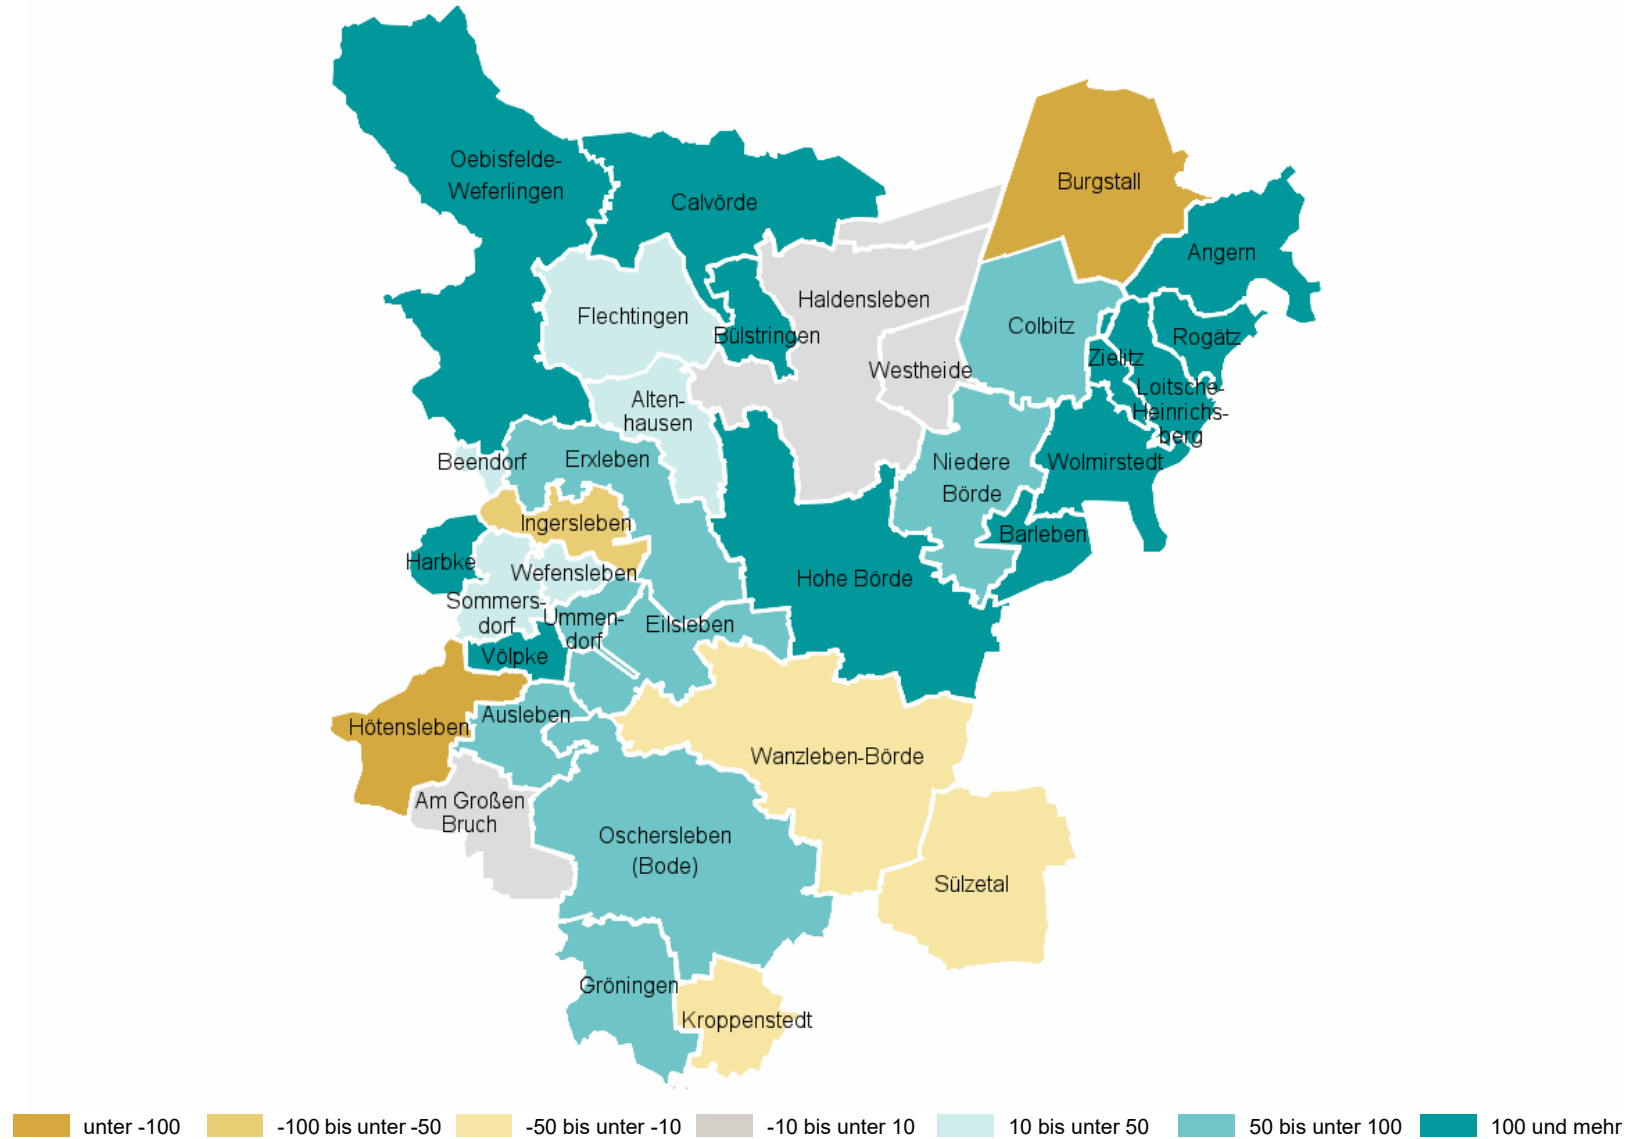 Oebisfelde-
Weferlingen
Calvörde
Burgstall
Angern
Flechtingen
Haldensleben
Bülstringen
Colbitz
Rogätz
Westheide
Zielitz
Loitsche-
Heinrichs-
berg
Alten-
hausen
Beendorf
Erxleben
Niedere
Börde
Wolmirstedt
Ingersleben
Barleben
Harbke
Wefensleben
Hohe Börde
Sommers-
dorf
Ummen-
dorf
Eilsleben
Völpke
Hötensleben
Ausleben
Wanzleben-Börde
Am Großen
Bruch
Oschersleben
(Bode)
Sülzetal
Gröningen
Kroppenstedt
unter -100
-100 bis unter -50
-50 bis unter -10
-10 bis unter 10
10 bis unter 50
50 bis unter 100
100 und mehr